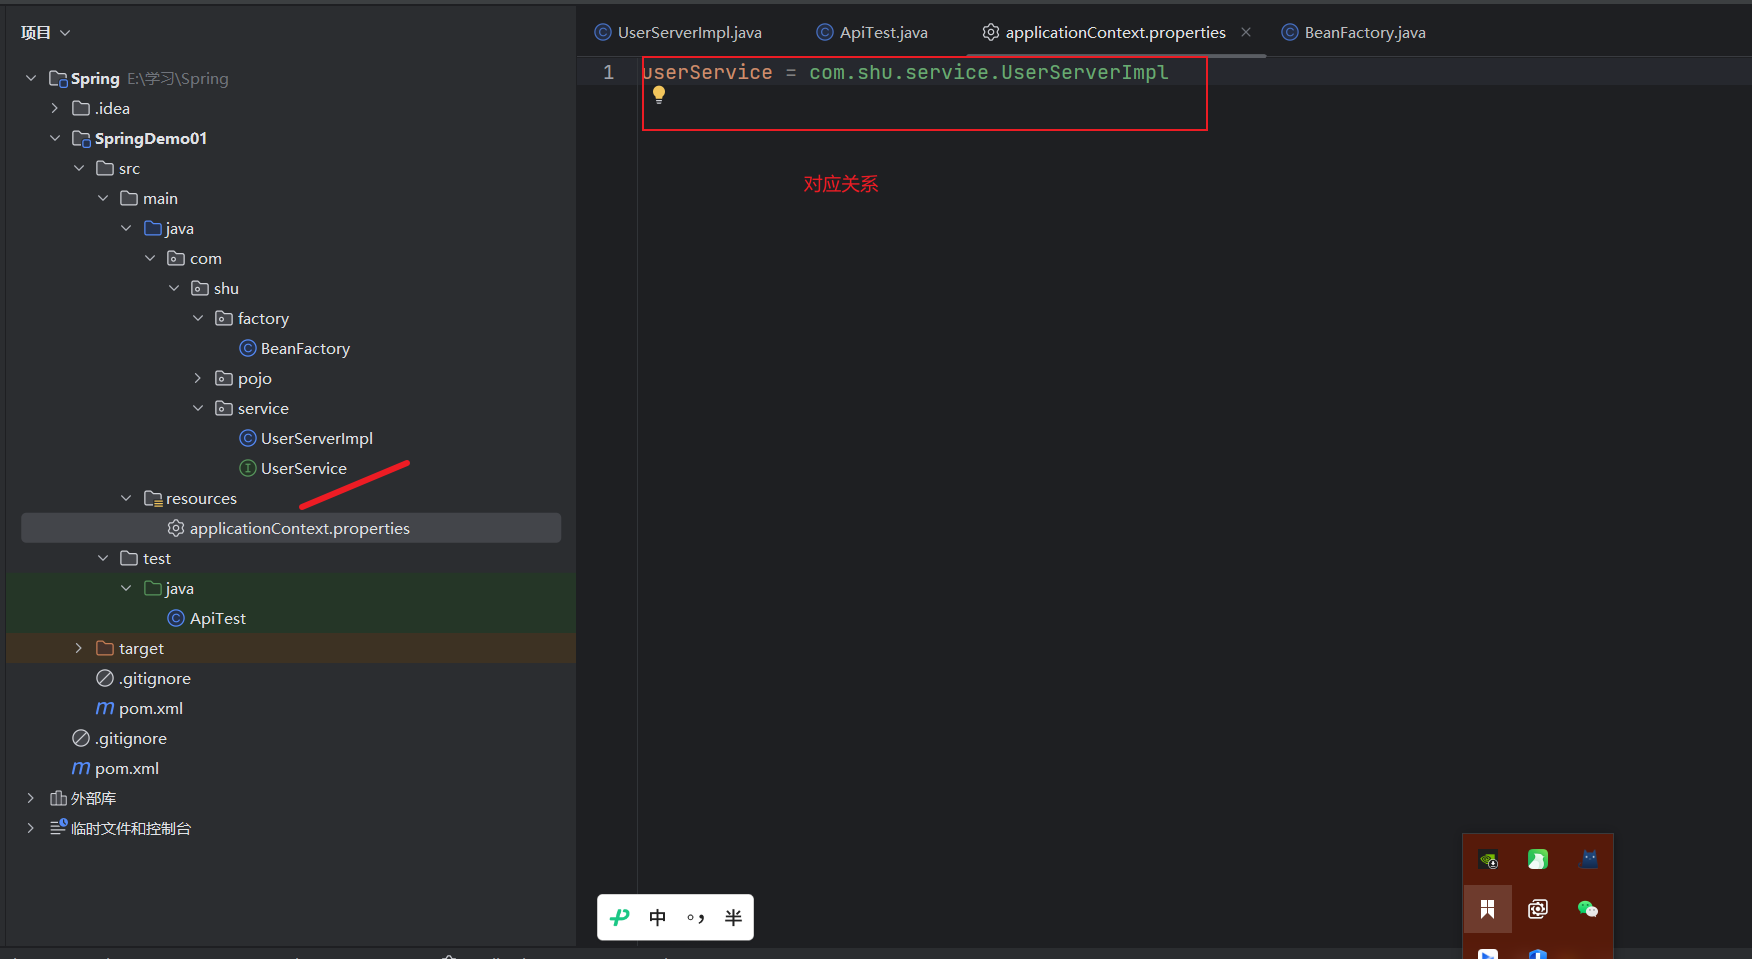 项目
Spring E:\学习\Spring
.idea
SpringDemo01
src
main
java
com
shu
factory
BeanFactory
pojo
service
UserServerImpl
UserService
resources
applicationContext.properties
test
java
ApiTest
target
.gitignore
pom.xml
.gitignore
pom.xml
外部库
临时文件和控制台
UserServerImpl.java ApiTest.java applicationContext.properties BeanFactory.java
1 userService = com.shu.service.UserServerImpl
对应关系
中 °, 半